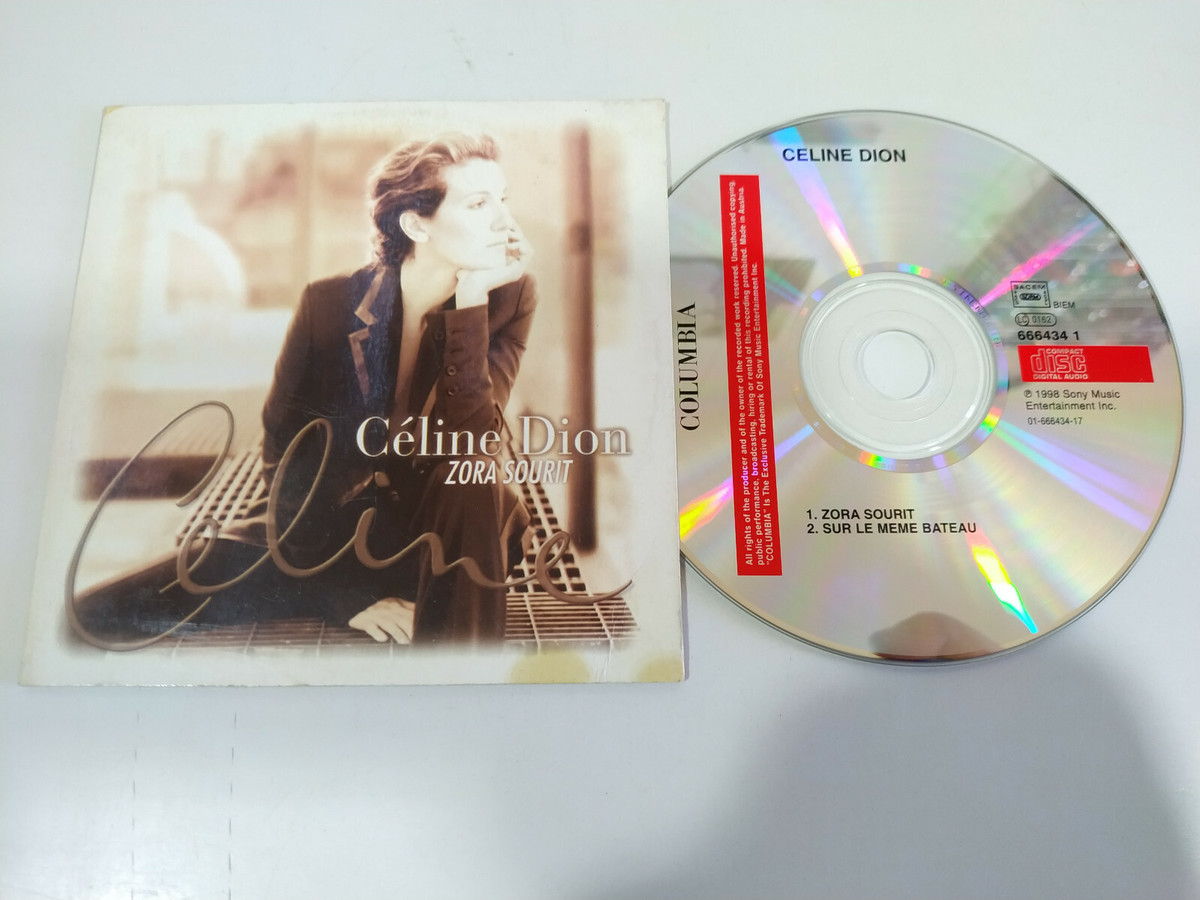 Céline Dion
ZORA SOURIT
Celine
CELINE DION
COLUMBIA
All rights of the producer and of the owner of the recorded work reserved. Unauthorised copying,
public performance, broadcasting, hiring or rental of this recording prohibited. Made in Austria.
"COLUMBIA" Is The Exclusive Trademark Of Sony Music Entertainment Inc.
SACEM
BIEM
LC 0162
666434 1
COMPACT
disc
DIGITAL AUDIO
℗ 1998 Sony Music
Entertainment Inc.
01-666434-17
1. ZORA SOURIT
2. SUR LE MEME BATEAU